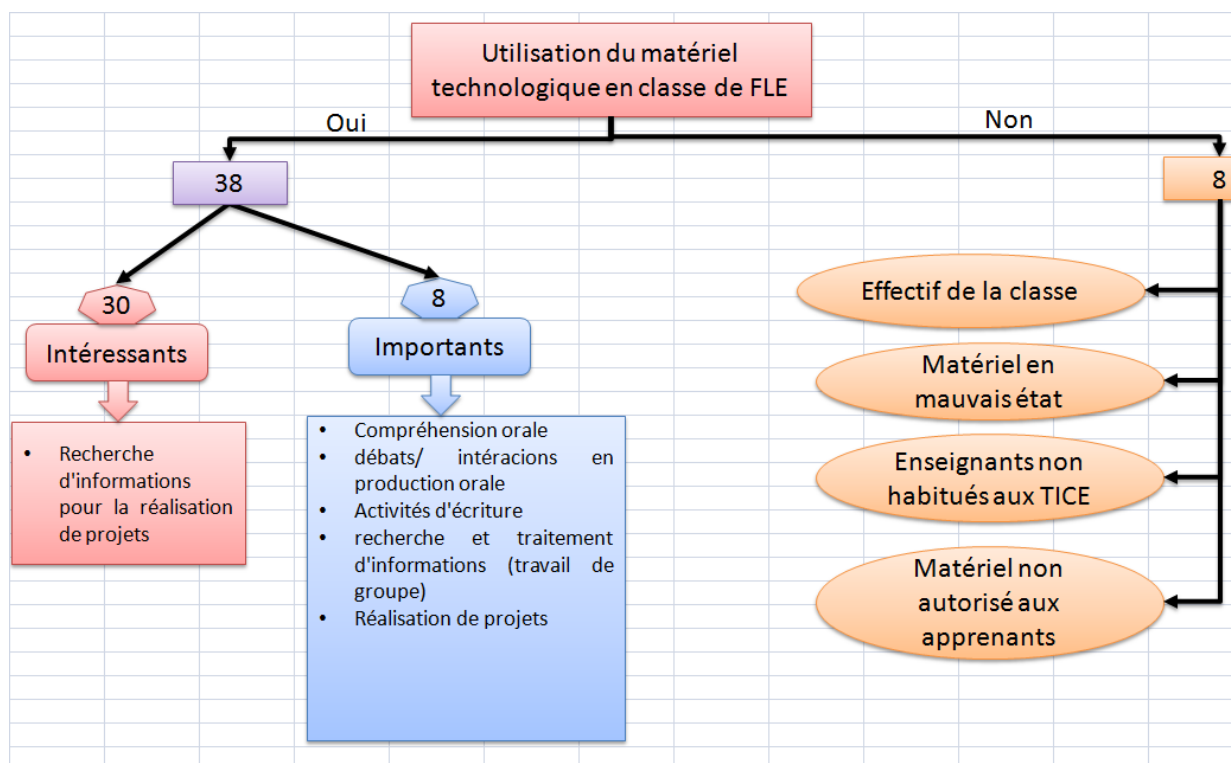 Utilisation du matériel
technologique en classe de FLE
Oui
Non
38
8
30
8
Intéressants
Importants
• Recherche
d'informations
pour la réalisation
de projets
• Compréhension orale
• débats/ intéracions en
production orale
• Activités d'écriture
• recherche et traitement
d'informations (travail de
groupe)
• Réalisation de projets
Effectif de la classe
Matériel en
mauvais état
Enseignants non
habitués aux TICE
Matériel non
autorisé aux
apprenants